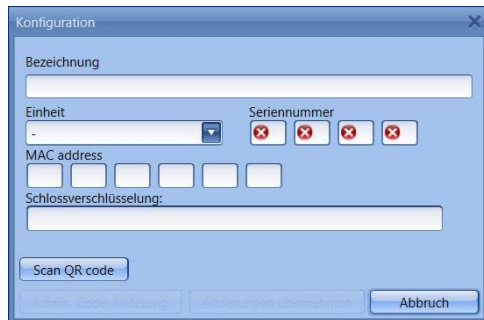 Konfiguration
Bezeichnung
Einheit Seriennummer
-
MAC address
Schlossverschlüsselung:
Scan QR code
Admin. Code Änderung Änderungen übernehmen Abbruch